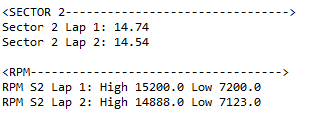 <SECTOR 2-------------------------------->
Sector 2 Lap 1: 14.74
Sector 2 Lap 2: 14.54
<RPM------------------------------------>
RPM S2 Lap 1: High 15200.0 Low 7200.0
RPM S2 Lap 2: High 14888.0 Low 7123.0